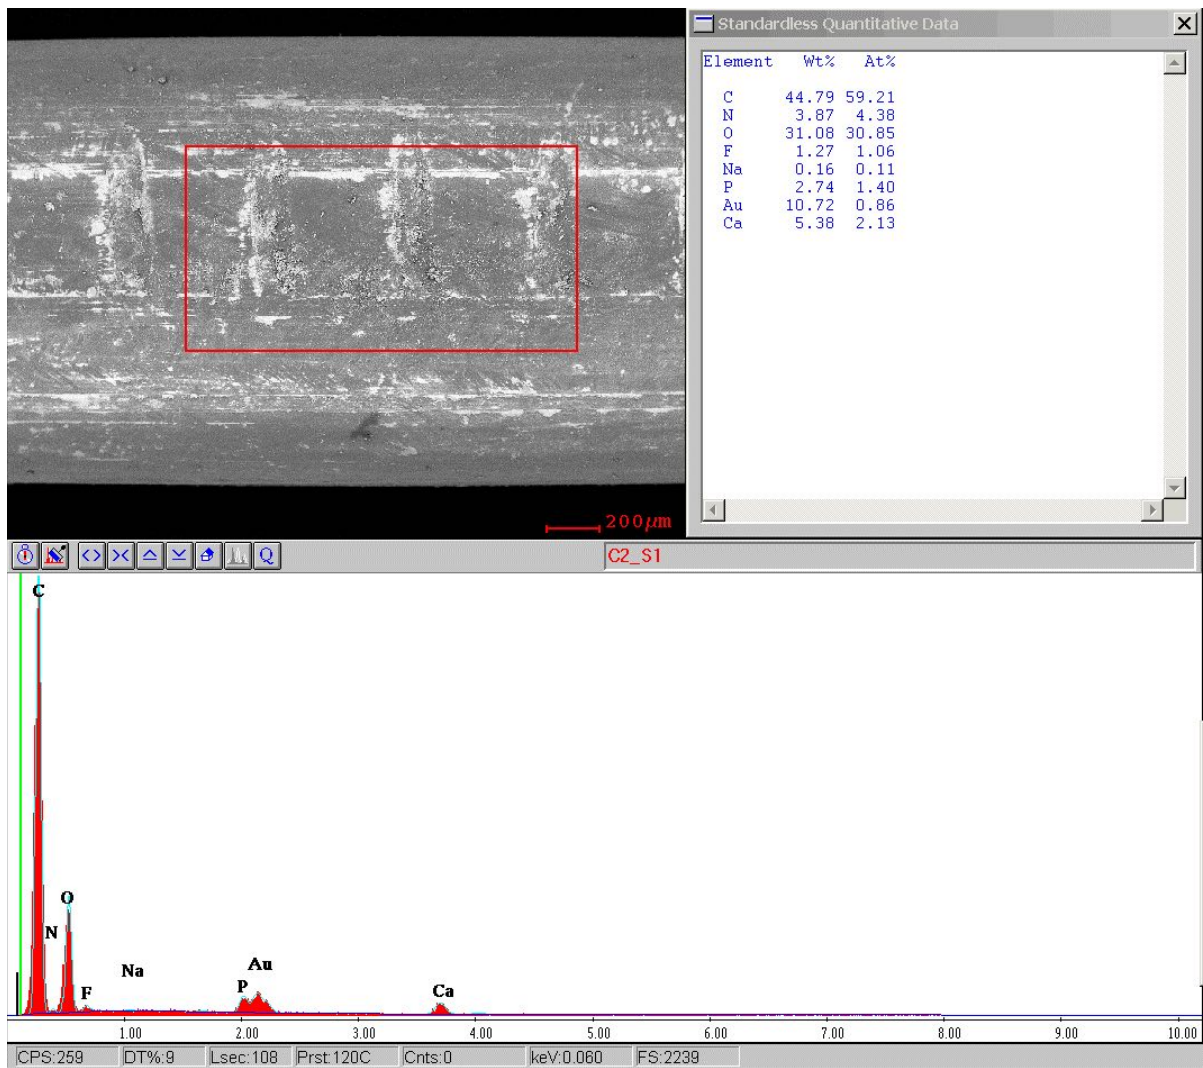 Standardless Quantitative Data
Element Wt% At%
C 44.79 59.21
N 3.87 4.38
O 31.08 30.85
F 1.27 1.06
Na 0.16 0.11
P 2.74 1.40
Au 10.72 0.86
Ca 5.38 2.13
200µm
Q
C2_S1
C
O
N
Na
F
P
Au
Ca
1.00 2.00 3.00 4.00 5.00 6.00 7.00 8.00 9.00 10.00
CPS:259 DT%:9 Lsec:108 Prst:120C Cnts:0 keV:0.060 FS:2239